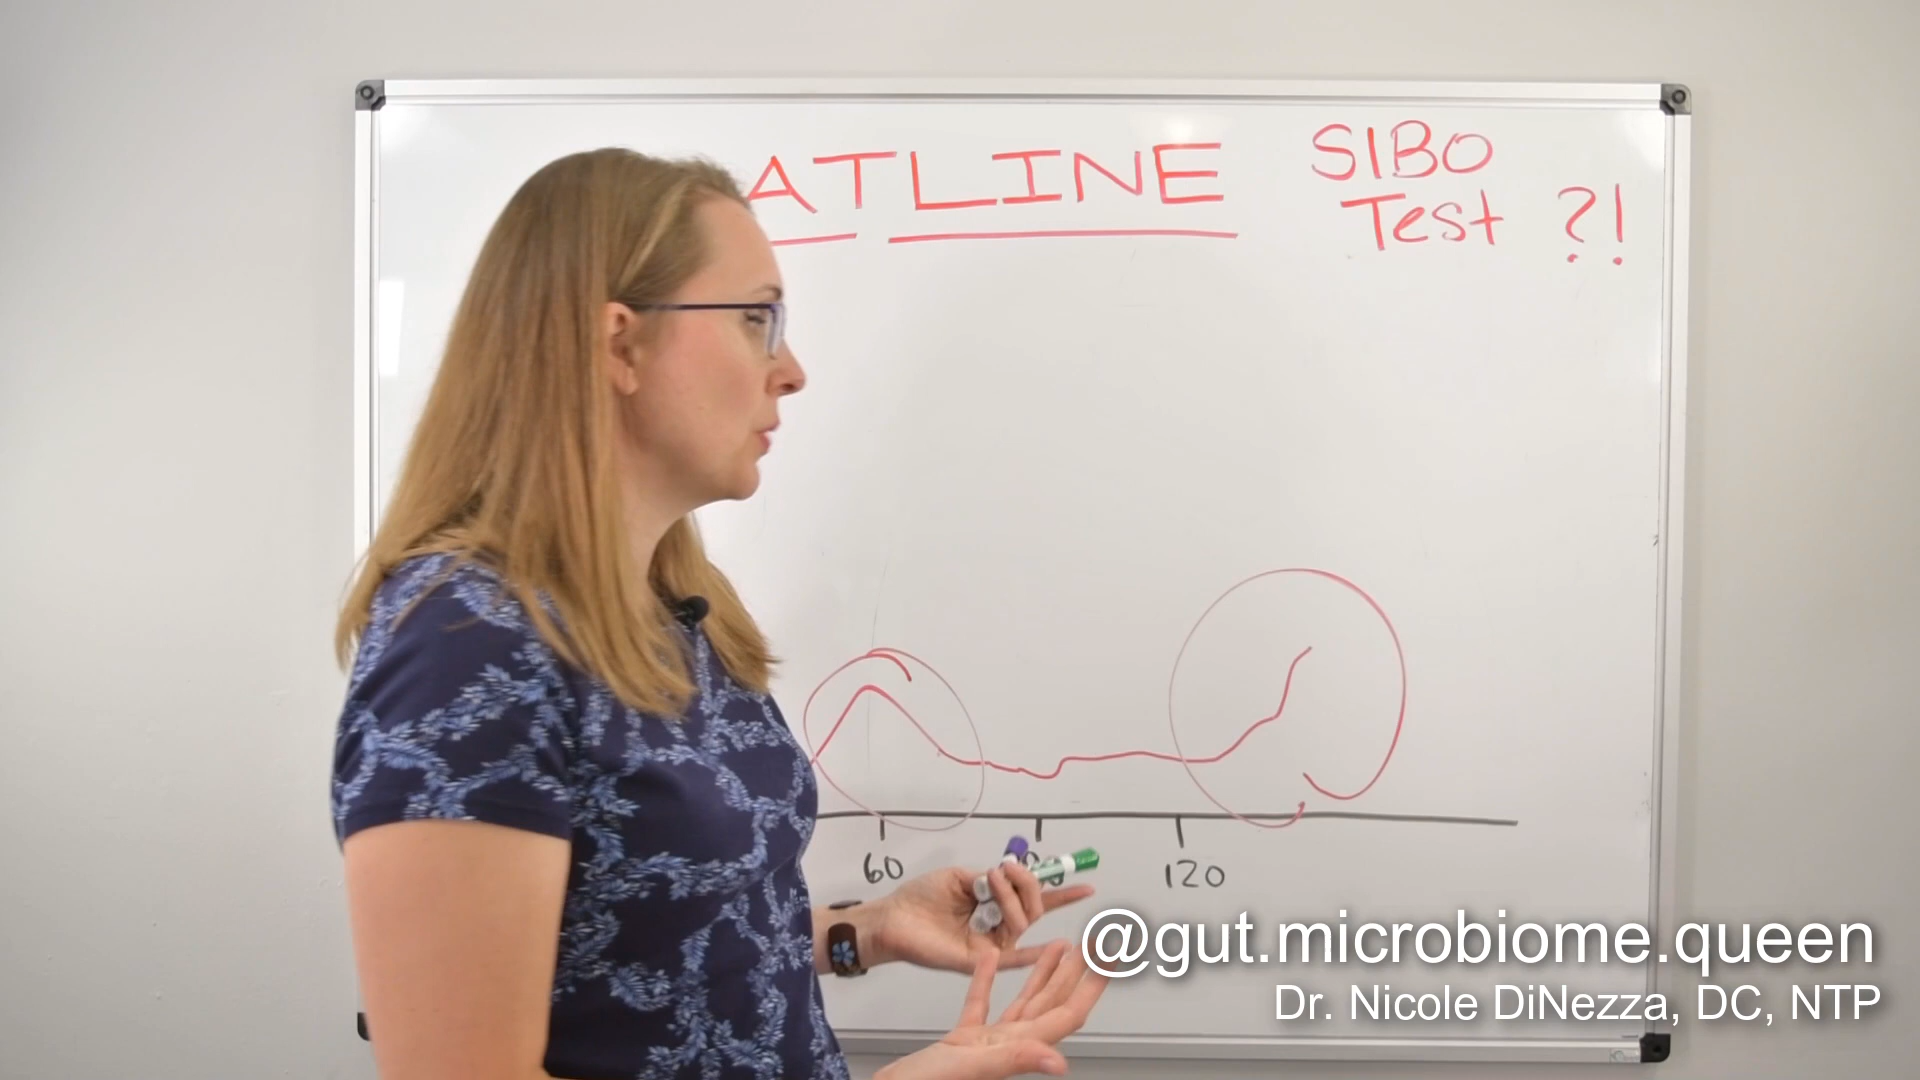 ATLINE
SIBO
Test ?!
60
120
@gut.microbiome.queen
Dr. Nicole DiNezza, DC, NTP